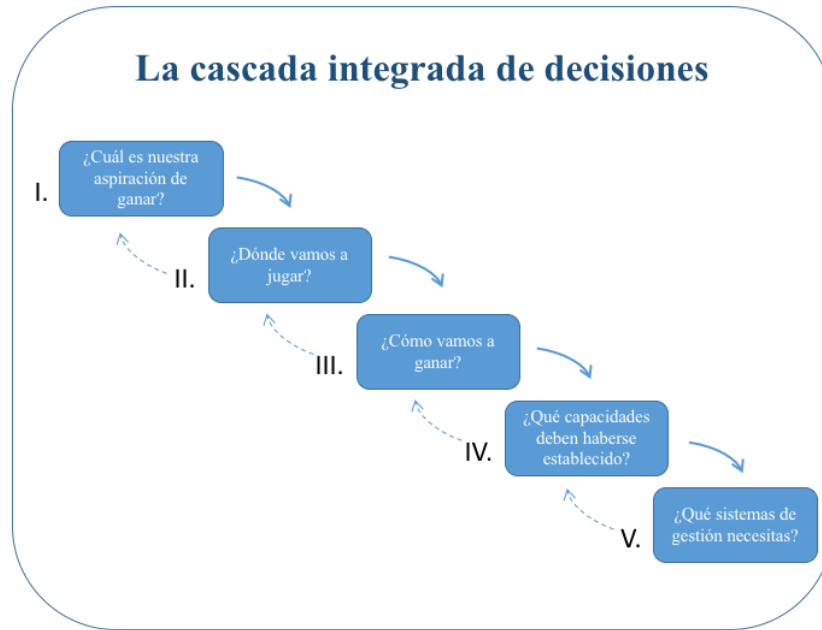 La cascada integrada de decisiones
I.
¿Cuál es nuestra
aspiración de
ganar?
II.
¿Dónde vamos a
jugar?
III.
¿Cómo vamos a
ganar?
IV.
¿Qué capacidades
deben haberse
establecido?
V.
¿Qué sistemas de
gestión necesitas?